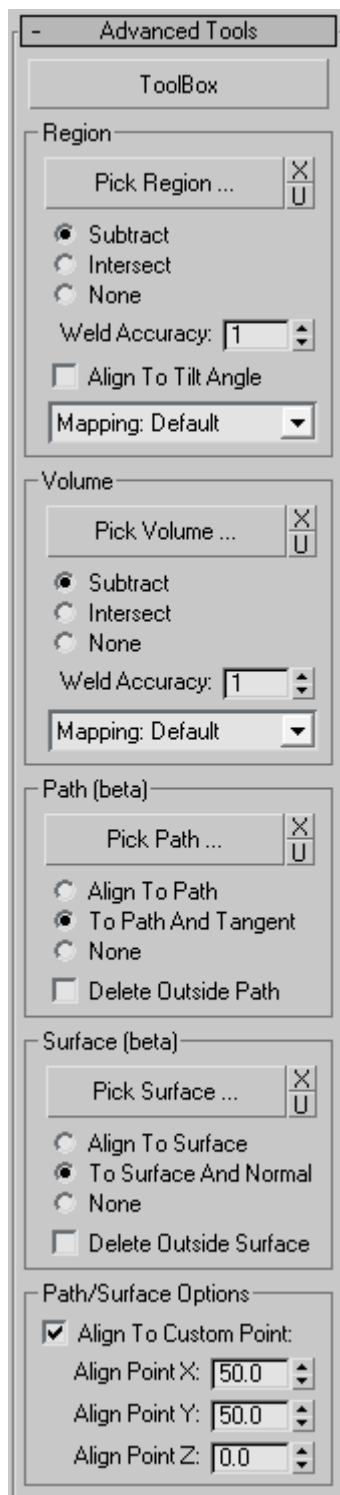 - Advanced Tools
ToolBox
Region
Pick Region ... X
U
Subtract
Intersect
None
Weld Accuracy: 1
Align To Tilt Angle
Mapping: Default
Volume
Pick Volume ... X
U
Subtract
Intersect
None
Weld Accuracy: 1
Mapping: Default
Path (beta)
Pick Path ... X
U
Align To Path
To Path And Tangent
None
Delete Outside Path
Surface (beta)
Pick Surface ... X
U
Align To Surface
To Surface And Normal
None
Delete Outside Surface
Path/Surface Options
Align To Custom Point:
Align Point X: 50.0
Align Point Y: 50.0
Align Point Z: 0.0